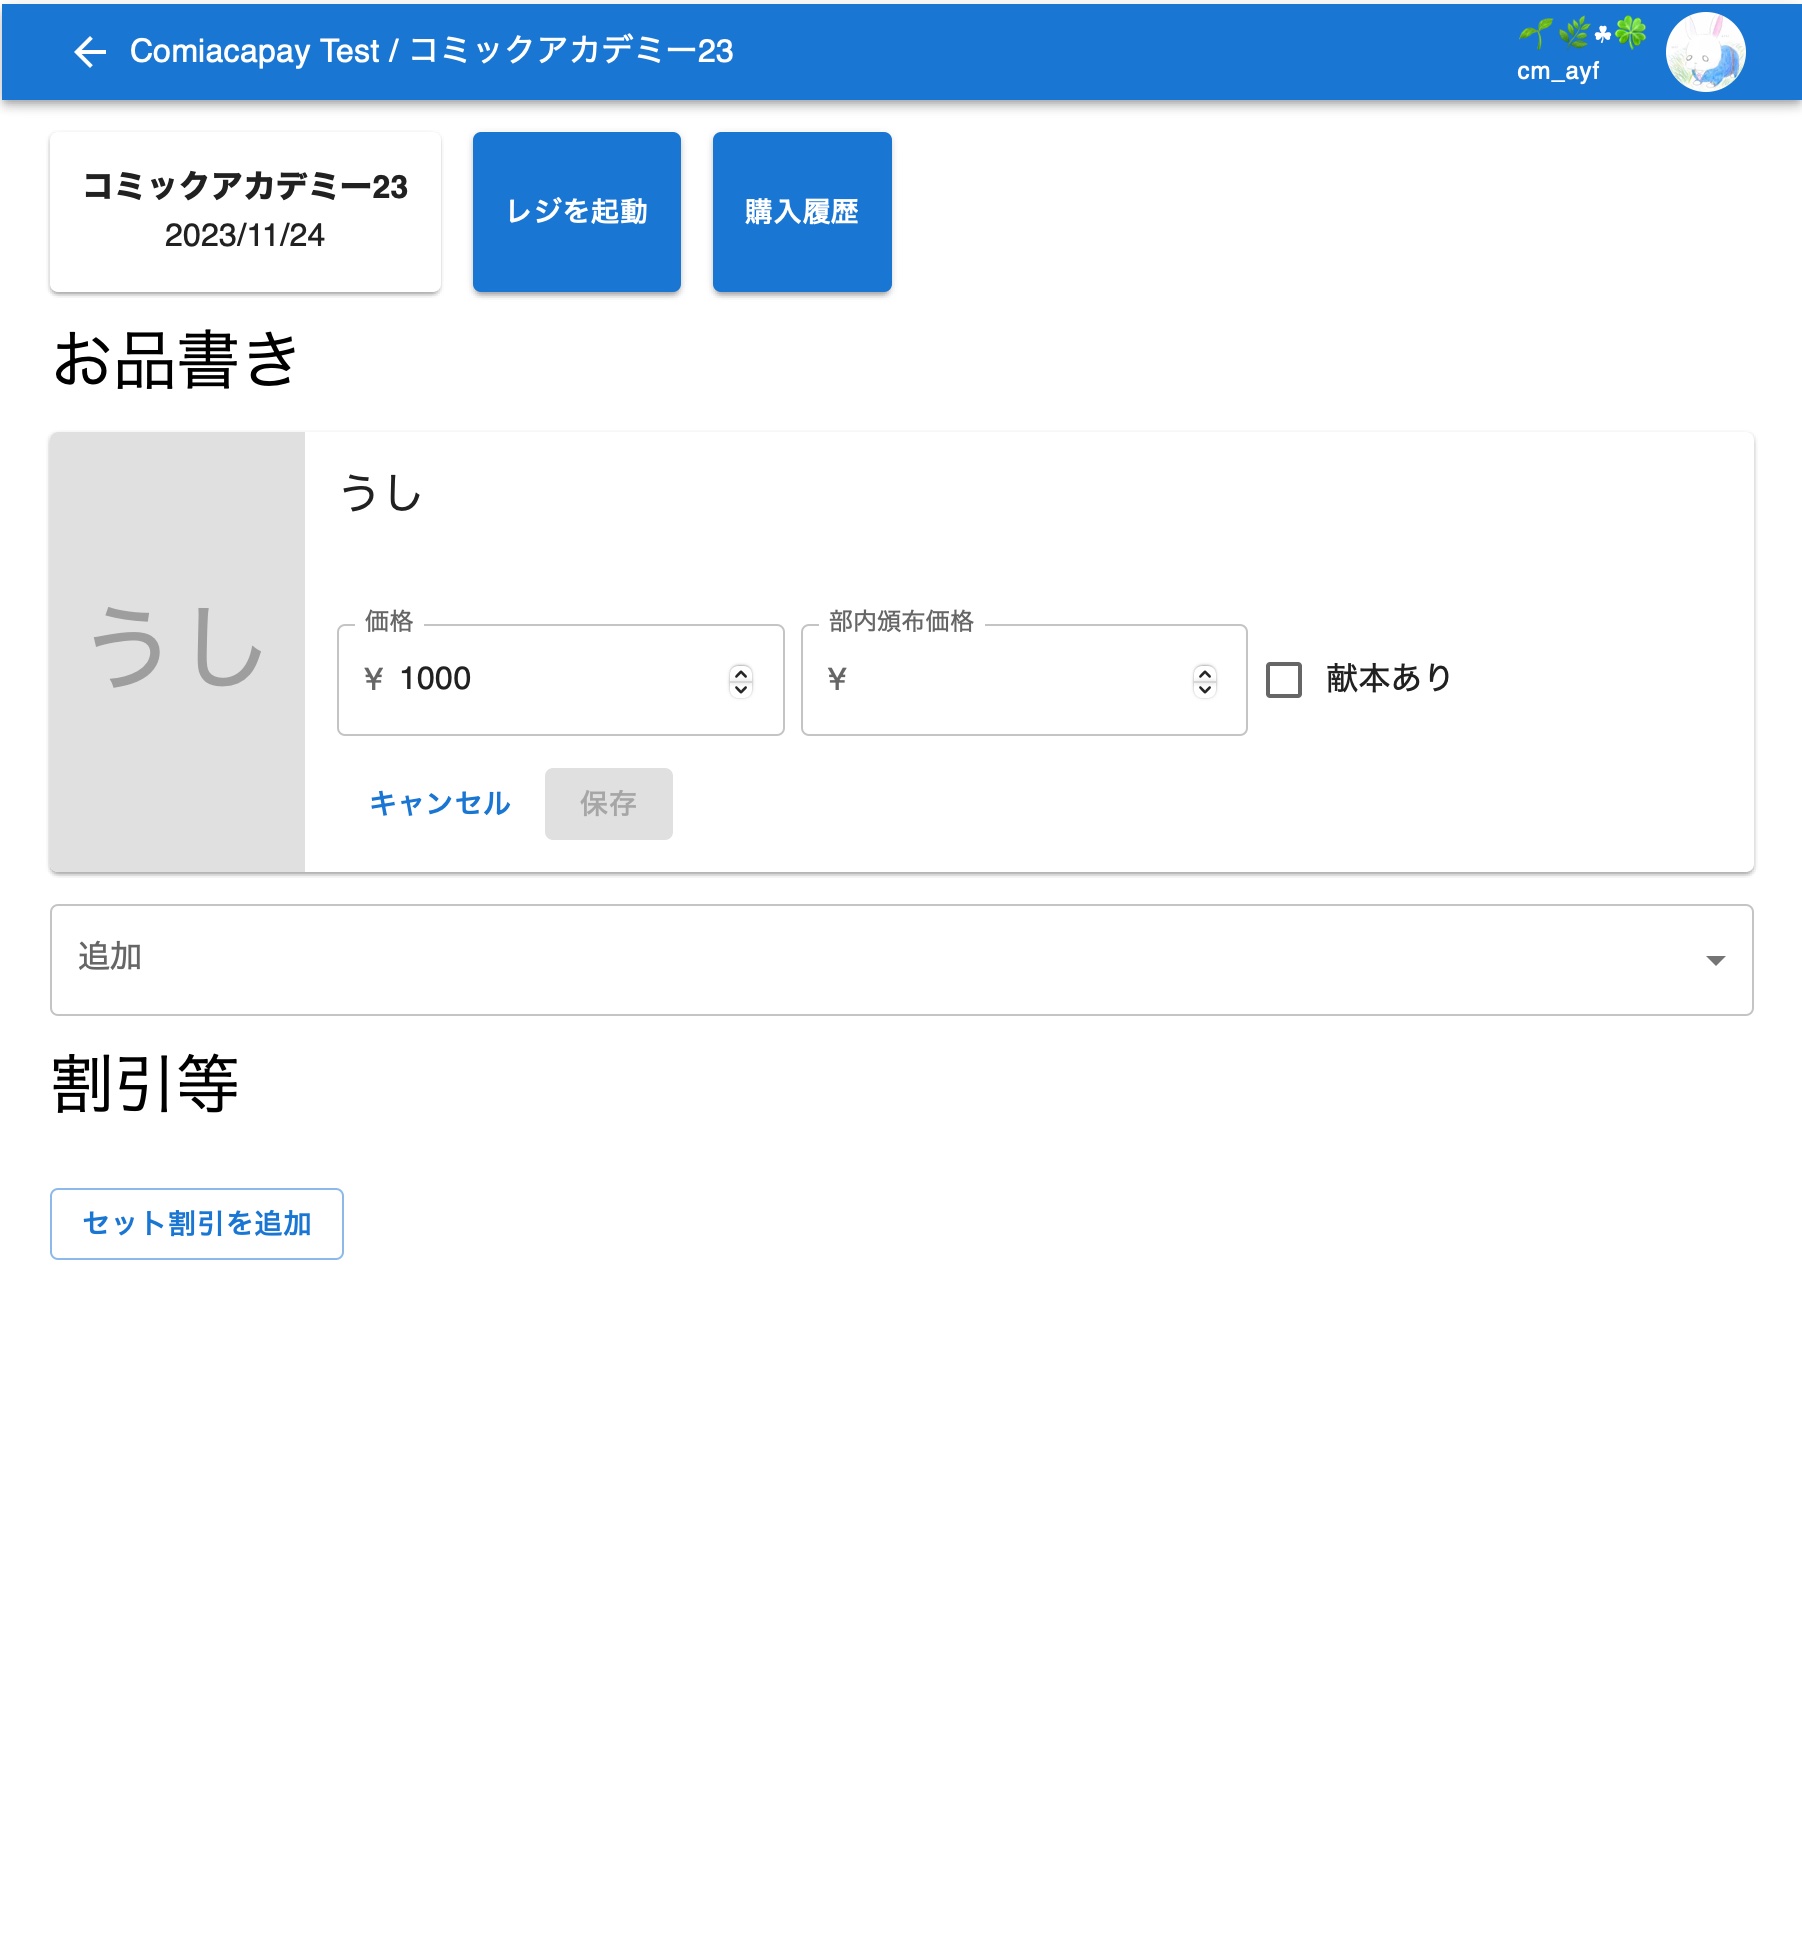 Comiacapay Test / コミックアカデミー23
🌱🌿☘🍀
cm_ayf
コミックアカデミー23
2023/11/24
レジを起動
購入履歴
お品書き
うし
うし
価格
¥ 1000
部内頒布価格
¥
献本あり
キャンセル
保存
追加
割引等
セット割引を追加